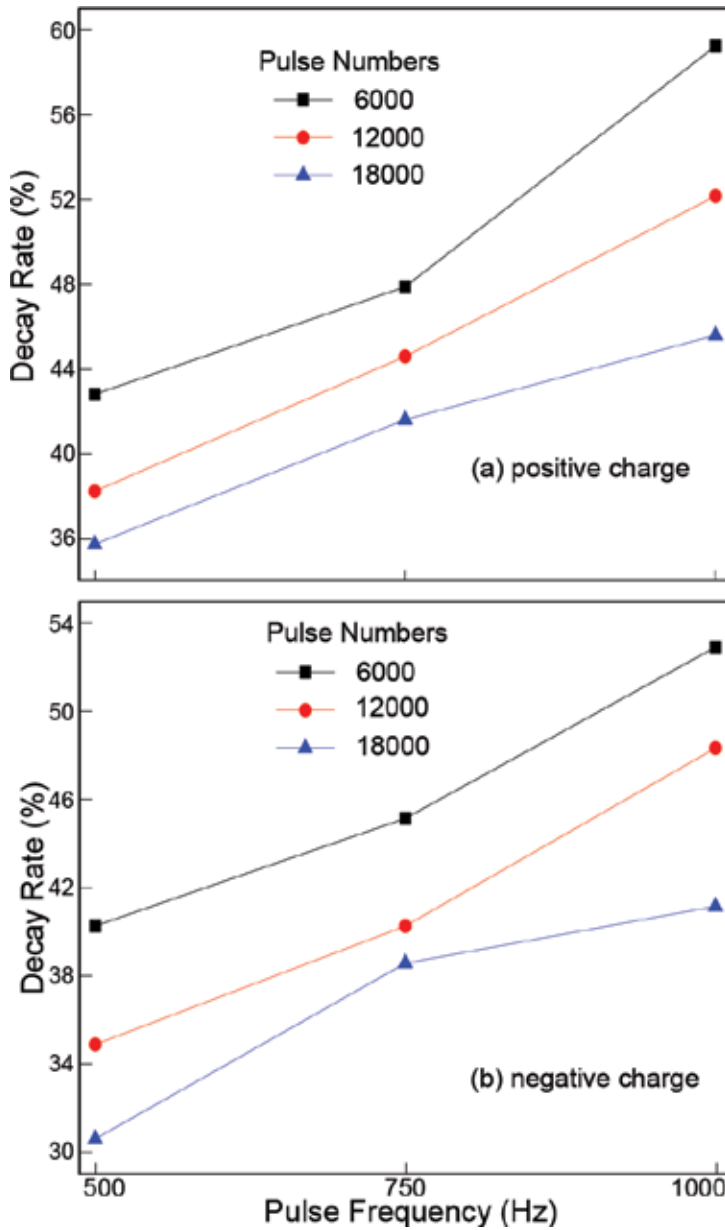 60
56
52
48
44
40
36
Decay Rate (%)
Pulse Numbers
6000
12000
18000
(a) positive charge
54
50
46
42
38
34
30
Decay Rate (%)
Pulse Numbers
6000
12000
18000
(b) negative charge
500 750 1000
Pulse Frequency (Hz)